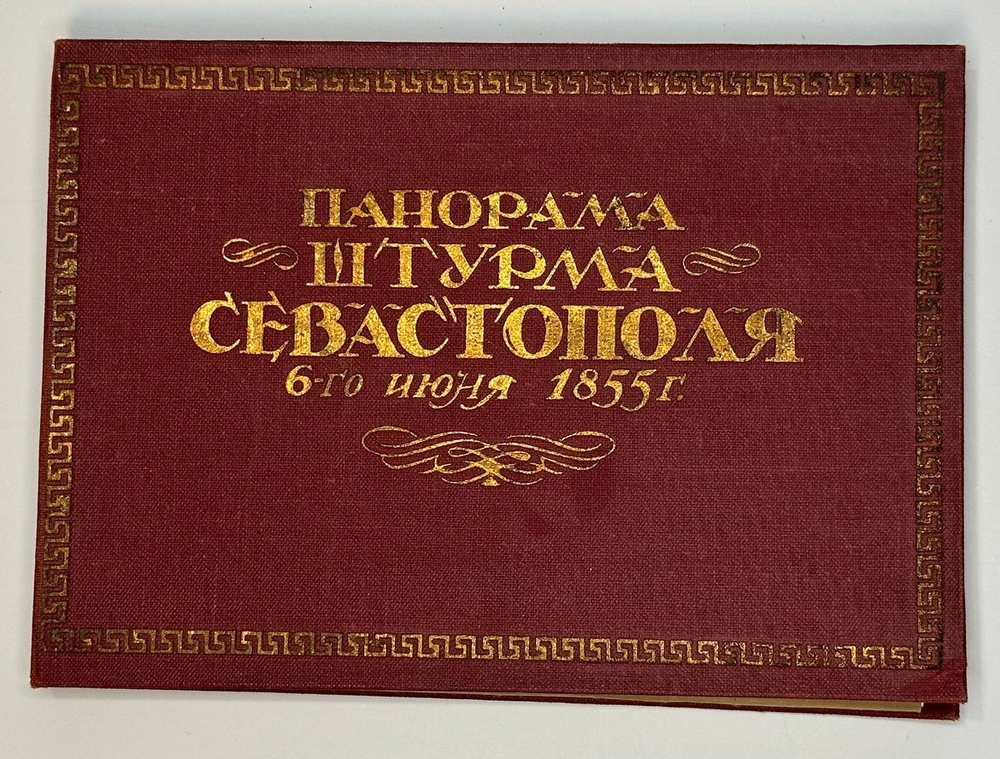 ПАНОРАМА
ШТУРМА
СЕВАСТОПОЛЯ
6-го июня 1855 г.